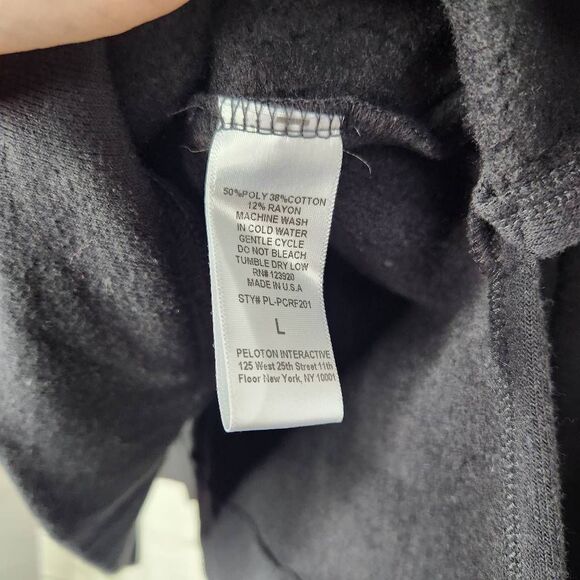 50%POLY 38%COTTON
12% RAYON
MACHINE WASH
IN COLD WATER
GENTLE CYCLE
DO NOT BLEACH
TUMBLE DRY LOW
RN# 123920
MADE IN U.S.A
STY# PL-PCRF201
L
PELOTON INTERACTIVE
125 West 25th Street 11th
Floor New York, NY 10001